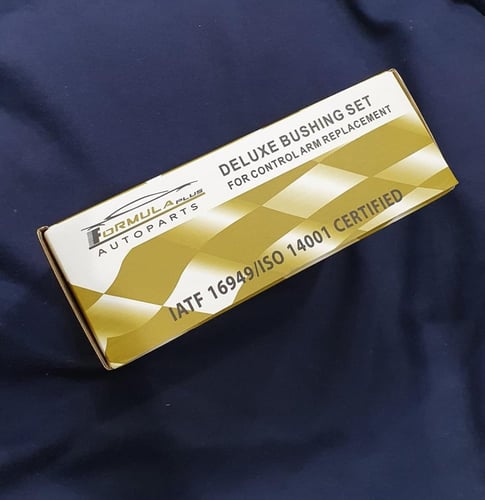 FORMULA PLUS
AUTOPARTS
DELUXE BUSHING SET
FOR CONTROL ARM REPLACEMENT
IATF 16949/ISO 14001 CERTIFIED